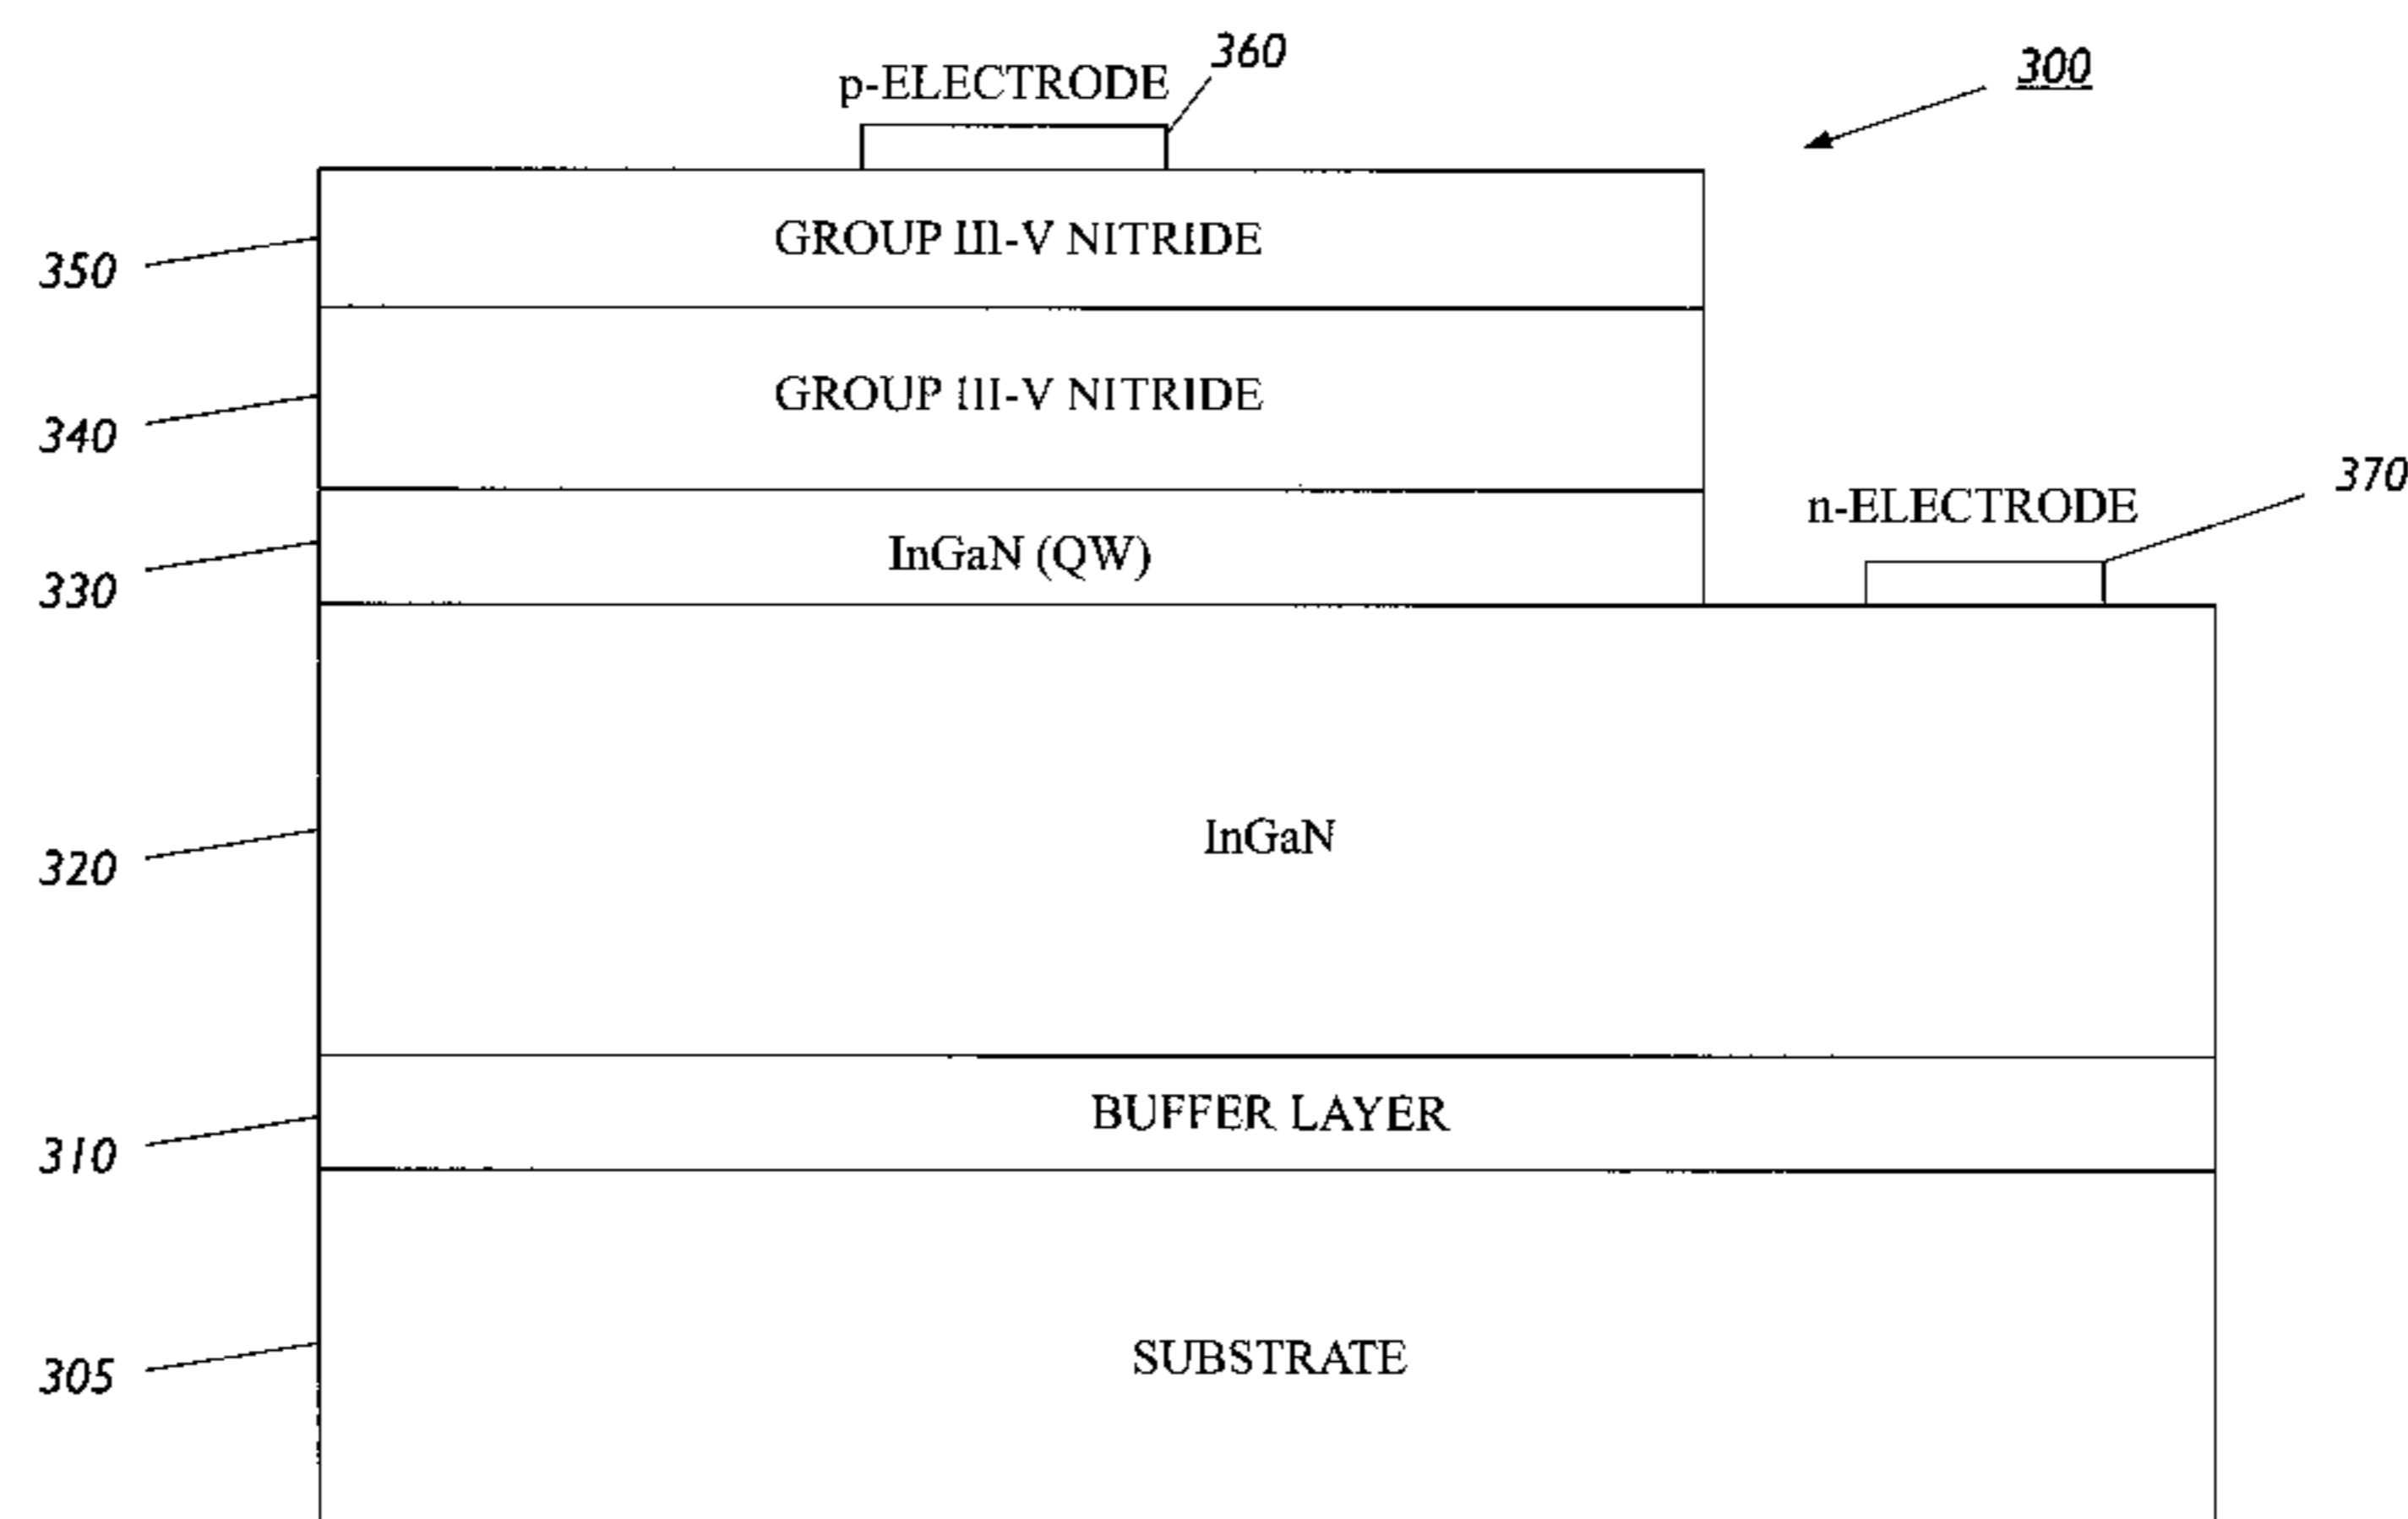 360
p-ELECTRODE
300
GROUP III-V NITRIDE
350
GROUP III-V NITRIDE
340
370
n-ELECTRODE
InGaN (QW)
330
InGaN
320
BUFFER LAYER
310
SUBSTRATE
305